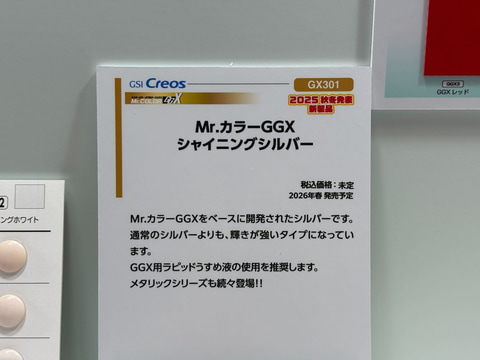 GSI Creos
GX301
Mr.COLOR GGX
2025 秋冬発表
新製品
Mr.カラーGGX
シャイニングシルバー
税込価格：未定
2026年春 発売予定
Mr.カラーGGXをベースに開発されたシルバーです。
通常のシルバーよりも、輝きが強いタイプになってい
ます。
GGX用ラピッドうすめ液の使用を推奨します。
メタリックシリーズも続々登場!!
GGX3
GGX レッド
2
ングホワイト